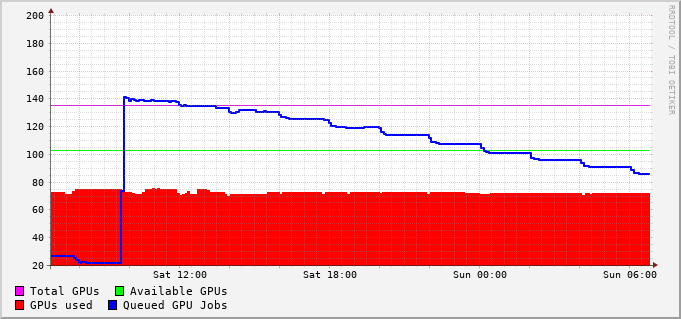 200
180
160
140
120
100
80
60
40
20
Sat 12:00 Sat 18:00 Sun 00:00 Sun 06:00
Total GPUs Available GPUs
GPUs used Queued GPU Jobs
RRDTOOL / TOBI OETIKER